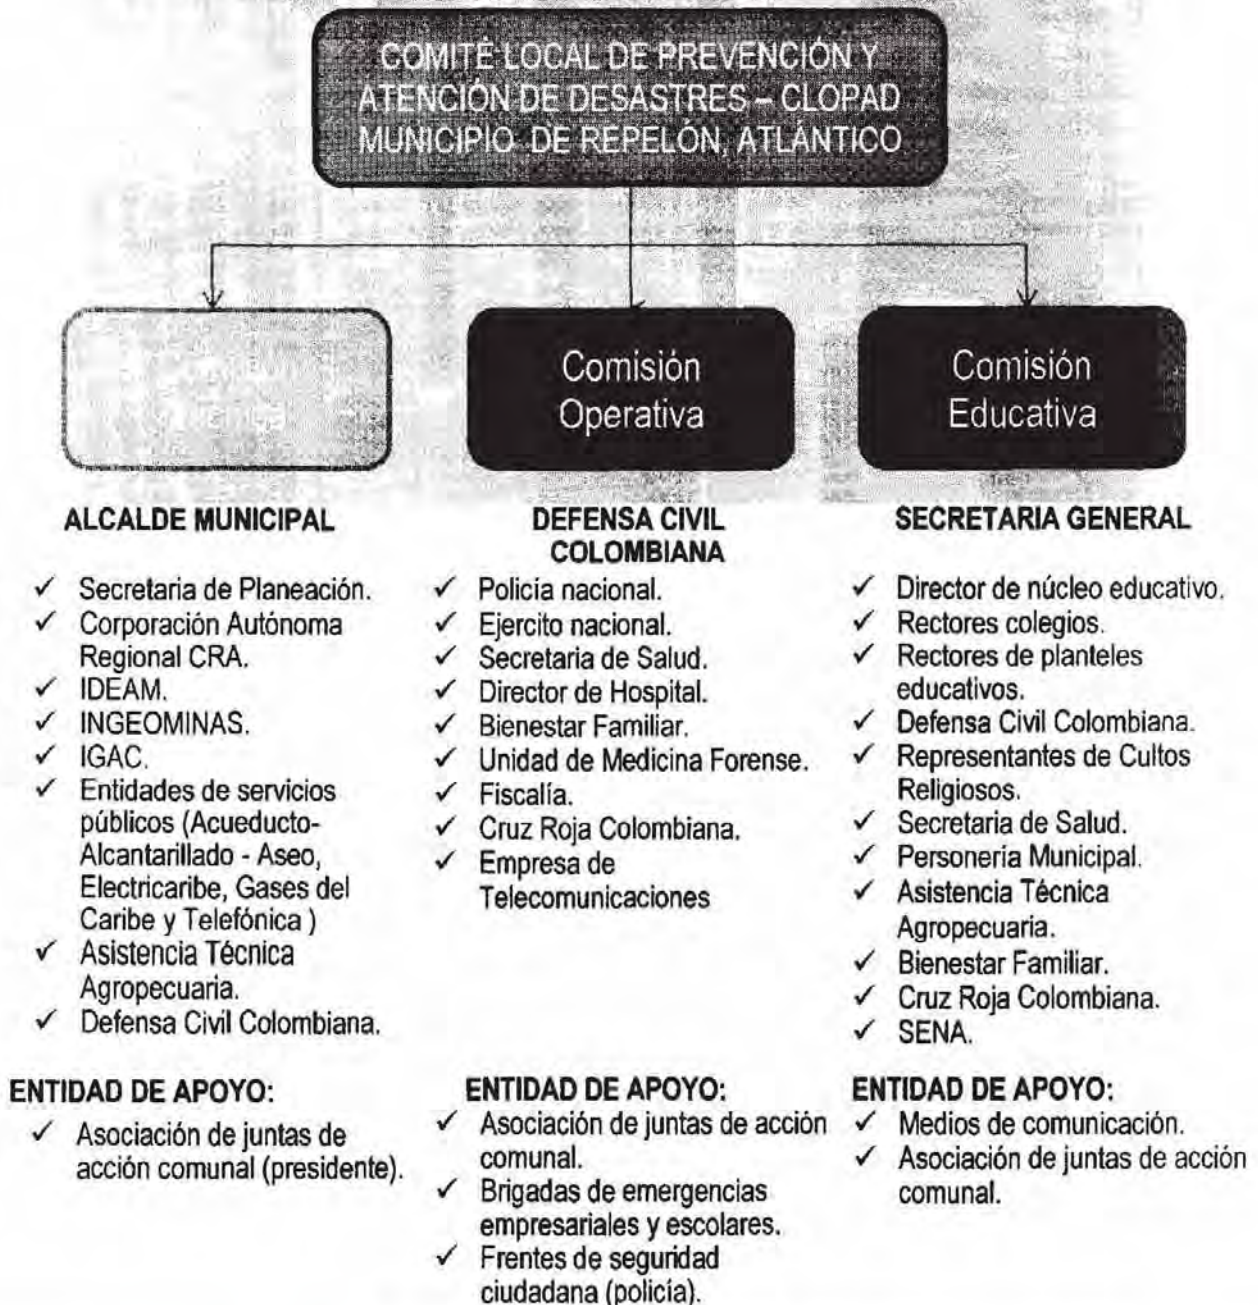 COMITÉ LOCAL DE PREVENCIÓN Y
ATENCIÓN DE DESASTRES – CLOPAD
MUNICIPIO DE REPELÓN, ATLÁNTICO
Comisión
Operativa
Comisión
Educativa
ALCALDE MUNICIPAL
✓ Secretaria de Planeación.
✓ Corporación Autónoma
Regional CRA.
✓ IDEAM.
✓ INGEOMINAS.
✓ IGAC.
✓ Entidades de servicios
públicos (Acueducto-
Alcantarillado - Aseo,
Electricaribe, Gases del
Caribe y Telefónica )
✓ Asistencia Técnica
Agropecuaria.
✓ Defensa Civil Colombiana.
ENTIDAD DE APOYO:
✓ Asociación de juntas de
acción comunal (presidente).
DEFENSA CIVIL
COLOMBIANA
✓ Policía nacional.
✓ Ejercito nacional.
✓ Secretaria de Salud.
✓ Director de Hospital.
✓ Bienestar Familiar.
✓ Unidad de Medicina Forense.
✓ Fiscalía.
✓ Cruz Roja Colombiana.
✓ Empresa de
Telecomunicaciones
ENTIDAD DE APOYO:
✓ Asociación de juntas de acción
comunal.
✓ Brigadas de emergencias
empresariales y escolares.
✓ Frentes de seguridad
ciudadana (policía).
SECRETARIA GENERAL
✓ Director de núcleo educativo.
✓ Rectores colegios.
✓ Rectores de planteles
educativos.
✓ Defensa Civil Colombiana.
✓ Representantes de Cultos
Religiosos.
✓ Secretaria de Salud.
✓ Personería Municipal.
✓ Asistencia Técnica
Agropecuaria.
✓ Bienestar Familiar.
✓ Cruz Roja Colombiana.
✓ SENA.
ENTIDAD DE APOYO:
✓ Medios de comunicación.
✓ Asociación de juntas de acción
comunal.